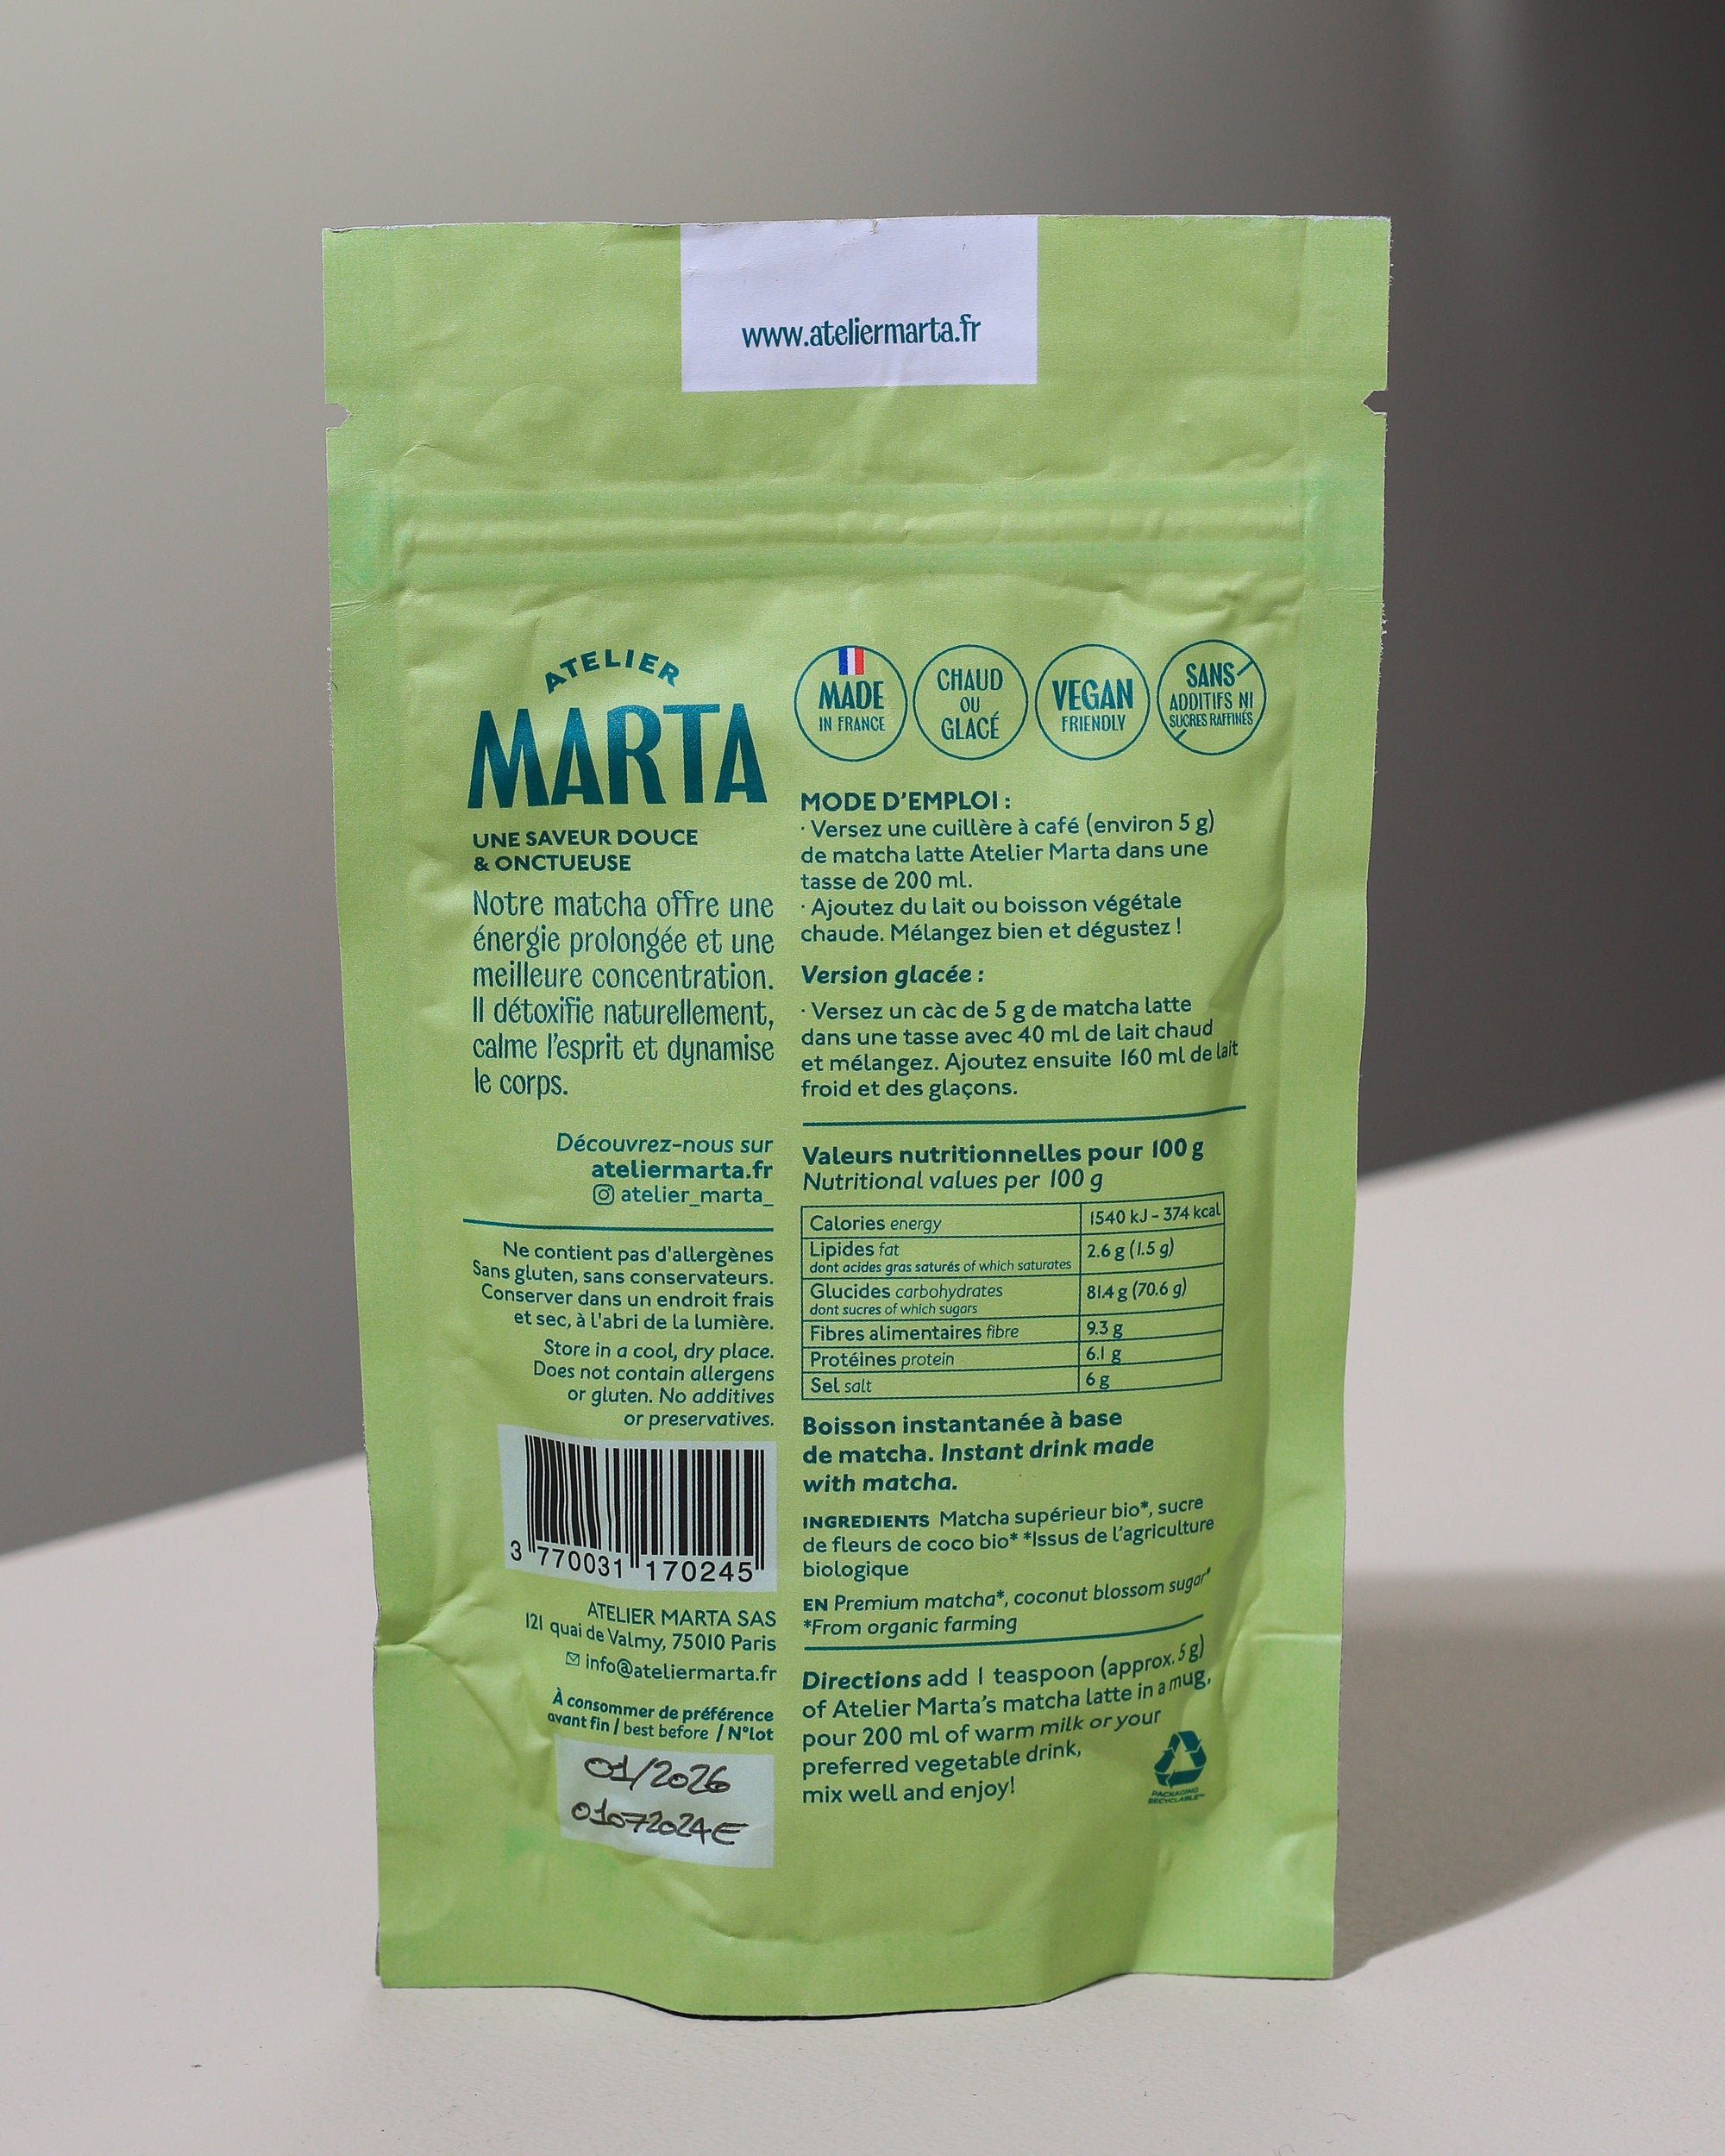 www.ateliermarta.fr
ATELIER
MARTA
UNE SAVEUR DOUCE
& ONCTUEUSE
Notre matcha offre une
énergie prolongée et une
meilleure concentration.
Il détoxifie naturellement,
calme l'esprit et dynamise
le corps.
Découvrez-nous sur
ateliermarta.fr
atelier_marta_
Ne contient pas d'allergènes
Sans gluten, sans conservateurs.
Conserver dans un endroit frais
et sec, à l'abri de la lumière.
Store in a cool, dry place.
Does not contain allergens
or gluten. No additives
or preservatives.
3 770031 170245
ATELIER MARTA SAS
121 quai de Valmy, 75010 Paris
info@ateliermarta.fr
À consommer de préférence
avant fin / best before / N°lot
01/2026
01072024E
MADE
IN FRANCE
CHAUD
OU
GLACÉ
VEGAN
FRIENDLY
SANS
ADDITIFS NI
SUCRES RAFFINÉS
MODE D'EMPLOI :
· Versez une cuillère à café (environ 5 g)
de matcha latte Atelier Marta dans une
tasse de 200 ml.
· Ajoutez du lait ou boisson végétale
chaude. Mélangez bien et dégustez !
Version glacée :
· Versez un càc de 5 g de matcha latte
dans une tasse avec 40 ml de lait chaud
et mélangez. Ajoutez ensuite 160 ml de lait
froid et des glaçons.
Valeurs nutritionnelles pour 100 g
Nutritional values per 100 g
Calories energy 1540 kJ - 374 kcal
Lipides fat 2.6 g (1.5 g)
dont acides gras saturés of which saturates
Glucides carbohydrates 81.4 g (70.6 g)
dont sucres of which sugars
Fibres alimentaires fibre 9.3 g
Protéines protein 6.1 g
Sel salt 6 g
Boisson instantanée à base
de matcha. Instant drink made
with matcha.
INGREDIENTS Matcha supérieur bio*, sucre
de fleurs de coco bio* *Issus de l'agriculture
biologique
EN Premium matcha*, coconut blossom sugar*
*From organic farming
Directions add 1 teaspoon (approx. 5 g)
of Atelier Marta's matcha latte in a mug,
pour 200 ml of warm milk or your
preferred vegetable drink,
mix well and enjoy!
PACKAGING
RECYCLABLE